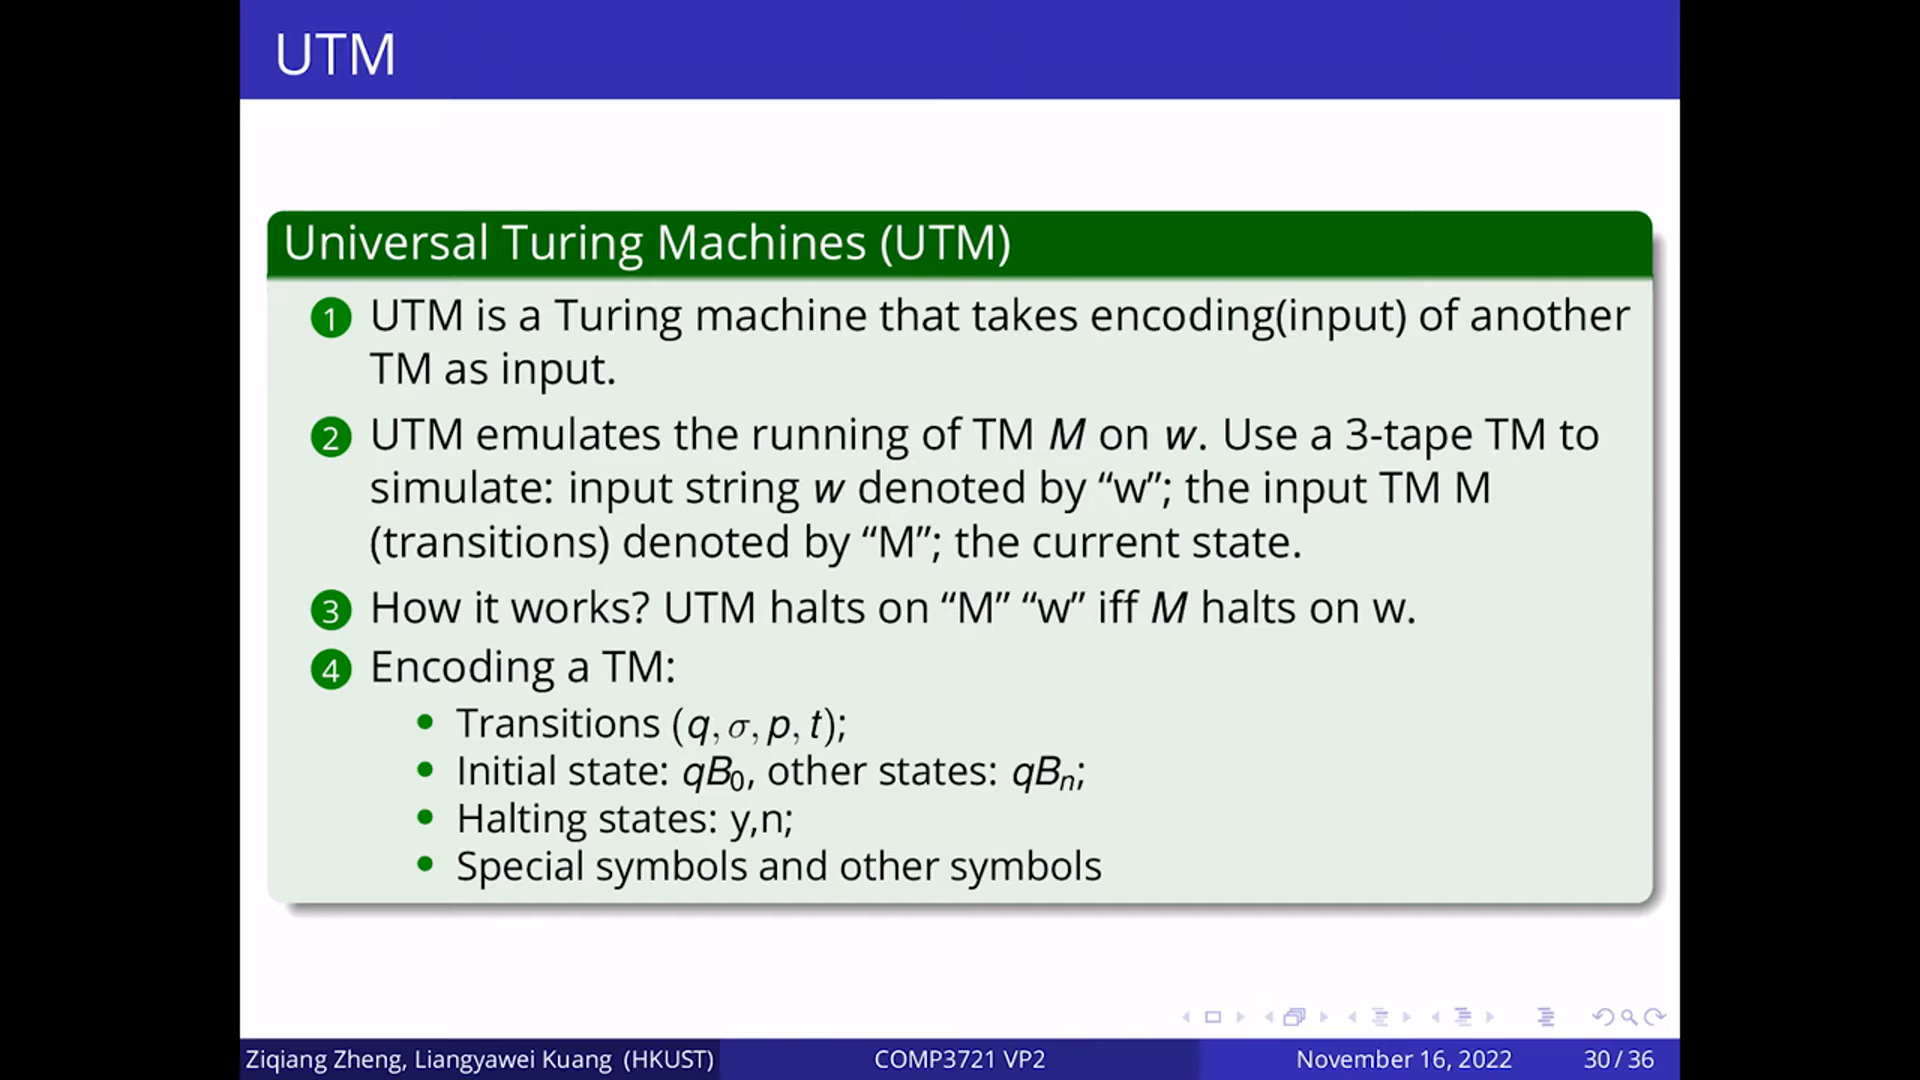 UTM
Universal Turing Machines (UTM)
1 UTM is a Turing machine that takes encoding(input) of another
TM as input.
2 UTM emulates the running of TM M on w. Use a 3-tape TM to
simulate: input string w denoted by “w”; the input TM M
(transitions) denoted by “M”; the current state.
3 How it works? UTM halts on “M” “w” iff M halts on w.
4 Encoding a TM:
• Transitions (q, σ, p, t);
• Initial state: qB₀, other states: qBₙ;
• Halting states: y,n;
• Special symbols and other symbols
Ziqiang Zheng, Liangyawei Kuang (HKUST) COMP3721 VP2 November 16, 2022 30 / 36